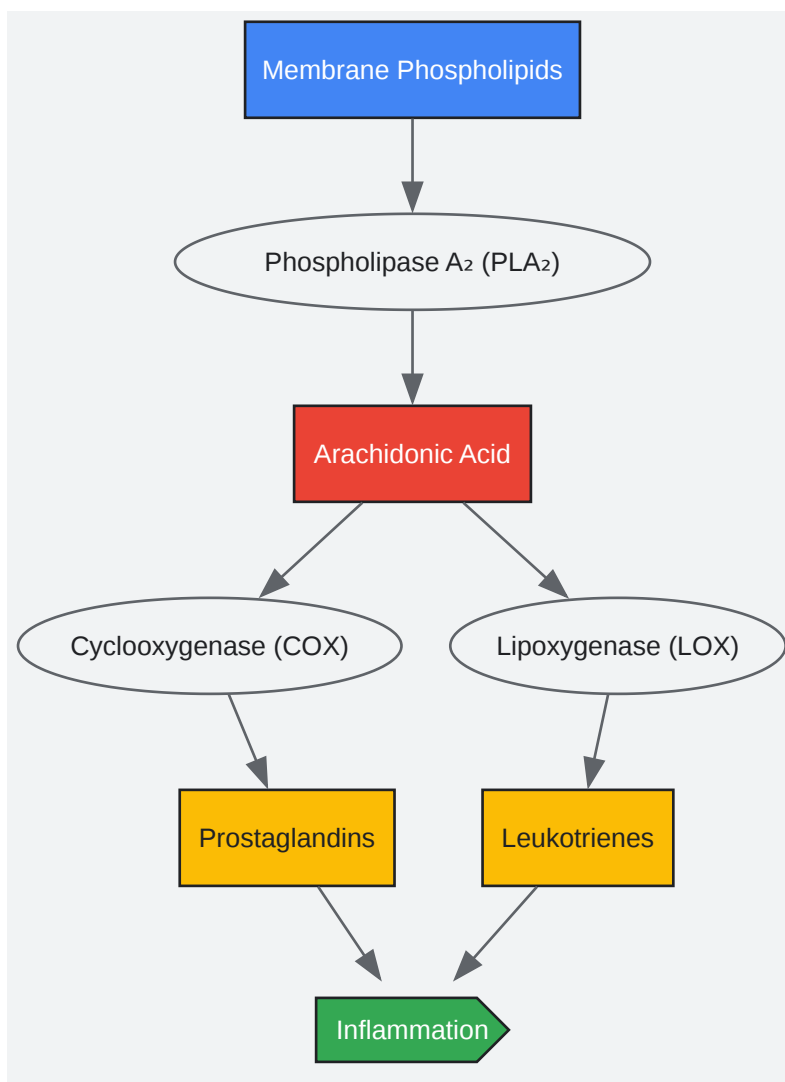 Membrane Phospholipids
Phospholipase A₂ (PLA₂)
Arachidonic Acid
Cyclooxygenase (COX)
Lipoxygenase (LOX)
Prostaglandins
Leukotrienes
Inflammation